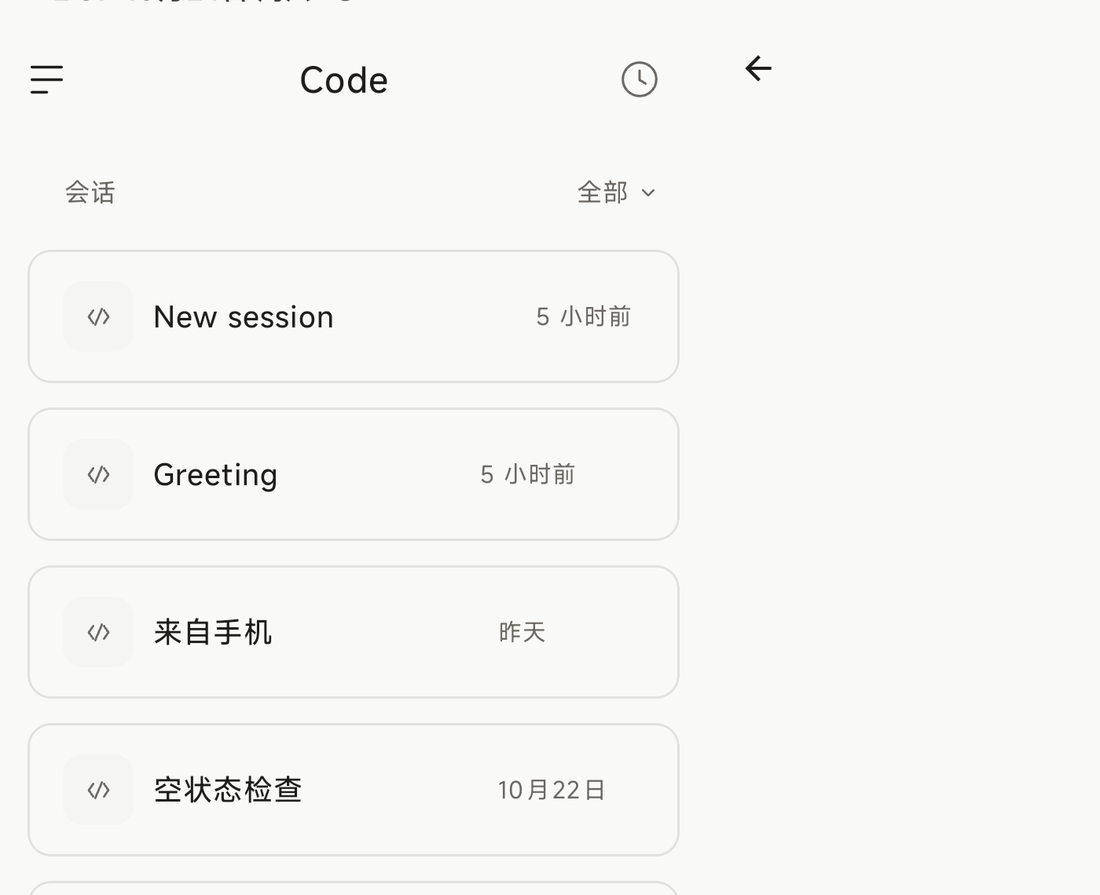 Code
会话
全部
New session
5 小时前
Greeting
5 小时前
来自手机
昨天
空状态检查
10月22日